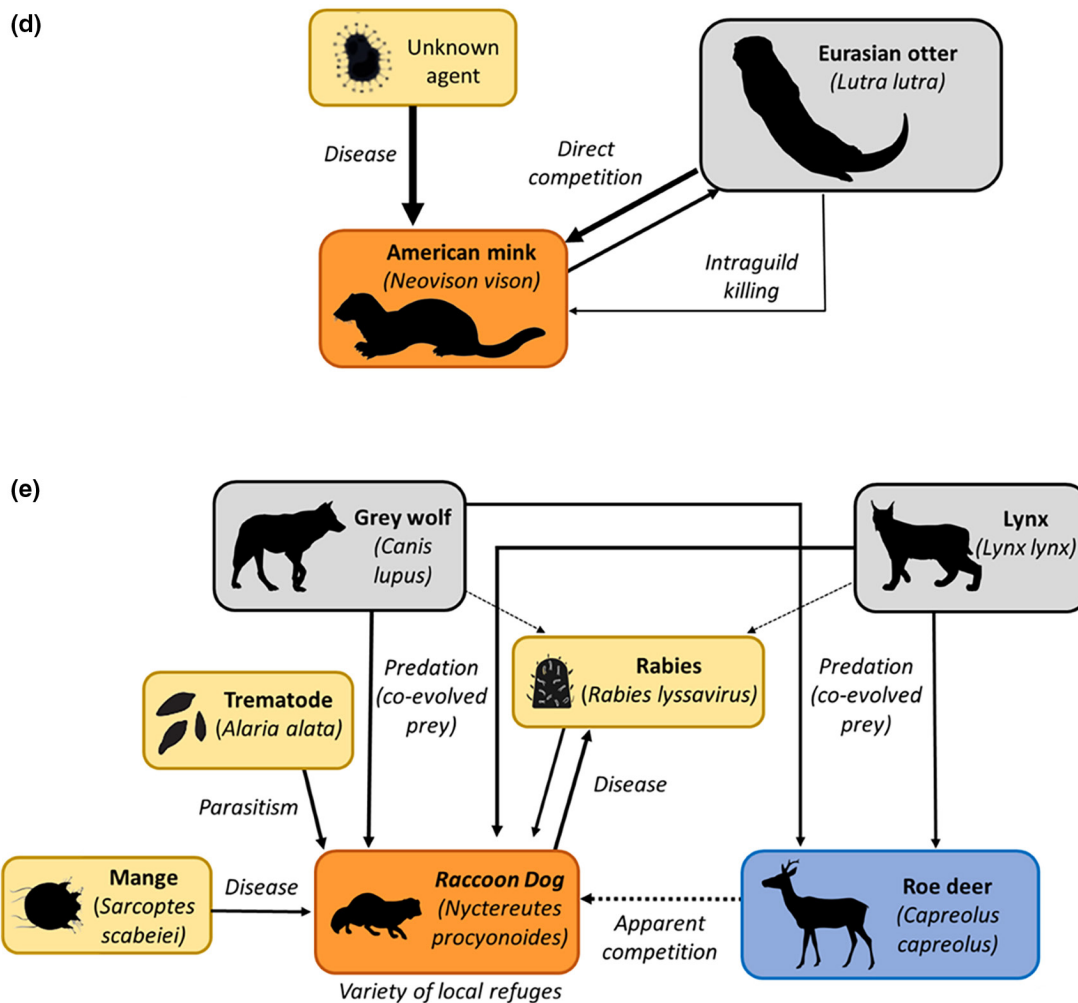 (d)
Unknown
agent
Eurasian otter
(Lutra lutra)
Disease
Direct
competition
American mink
(Neovison vison)
Intraguild
killing
(e)
Grey wolf
(Canis
lupus)
Lynx
(Lynx lynx)
Trematode
(Alaria alata)
Predation
(co-evolved
prey)
Rabies
(Rabies lyssavirus)
Predation
(co-evolved
prey)
Parasitism
Disease
Mange
(Sarcoptes
scabeiei)
Disease
Raccoon Dog
(Nyctereutes
procyonoides)
Apparent
competition
Roe deer
(Capreolus
capreolus)
Variety of local refuges